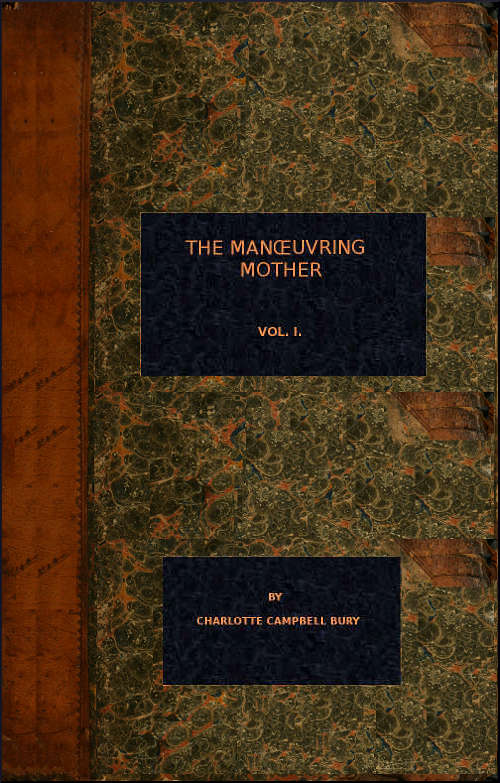 THE MANŒUVRING
MOTHER
VOL. I.
BY
CHARLOTTE CAMPBELL BURY